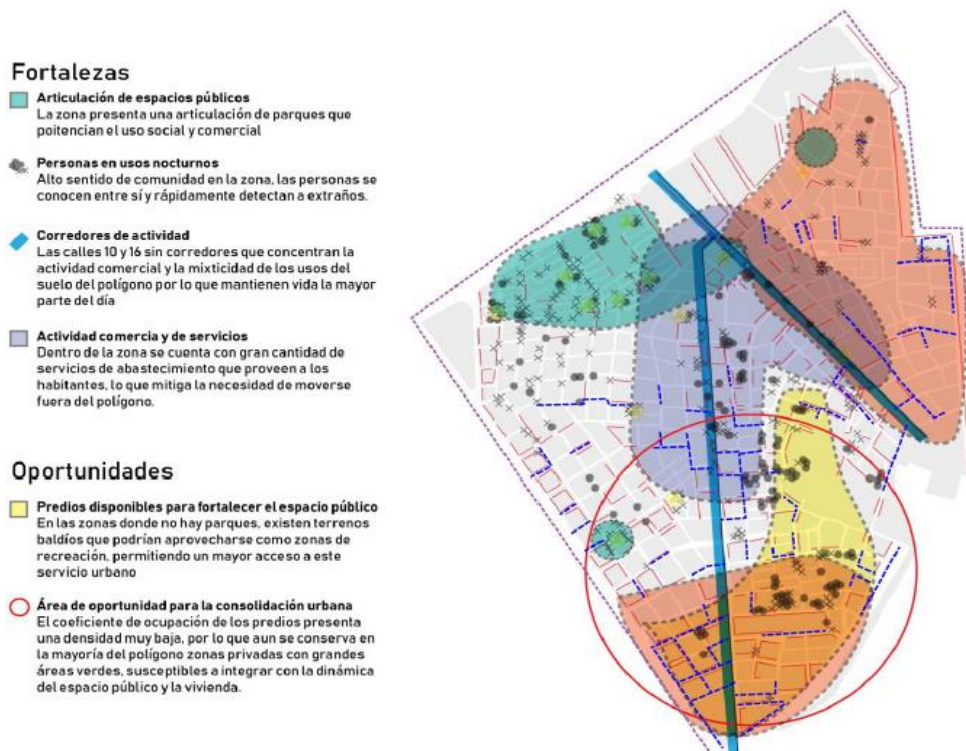 Fortalezas
Articulación de espacios públicos
La zona presenta una articulación de parques que
poitencian el uso social y comercial
Personas en usos nocturnos
Alto sentido de comunidad en la zona, las personas se
conocen entre sí y rápidamente detectan a extraños.
Corredores de actividad
Las calles 10 y 16 sin corredores que concentran la
actividad comercial y la mixticidad de los usos del
suelo del polígono por lo que mantienen vida la mayor
parte del día
Actividad comercia y de servicios
Dentro de la zona se cuenta con gran cantidad de
servicios de abastecimiento que proveen a los
habitantes, lo que mitiga la necesidad de moverse
fuera del polígono.
Oportunidades
Predios disponibles para fortalecer el espacio público
En las zonas donde no hay parques, existen terrenos
baldíos que podrían aprovecharse como zonas de
recreación, permitiendo un mayor acceso a este
servicio urbano
Área de oportunidad para la consolidación urbana
El coeficiente de ocupación de los predios presenta
una densidad muy baja, por lo que aun se conserva en
la mayoría del polígono zonas privadas con grandes
áreas verdes, susceptibles a integrar con la dinámica
del espacio público y la vivienda.